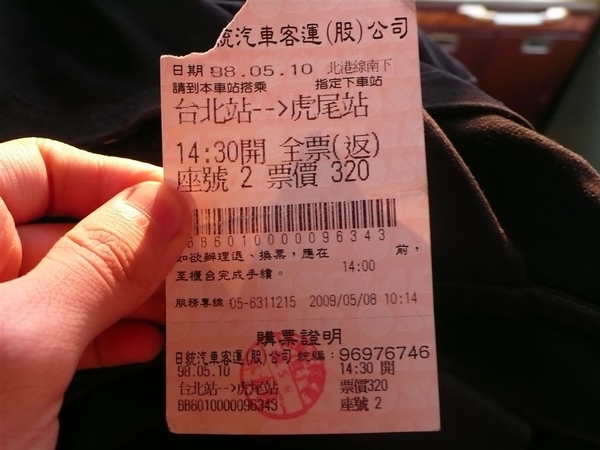 統汽車客運(股)公司
日期 98.05.10 北港線南下
請到本車站搭乘 指定下車站
台北站-->虎尾站
14:30開 全票(返)
座號 2 票價 320
BB6010000096343
如欲辦理退、換票，應在 14:00 前，
至櫃台完成手續。
服務專線 05-6311215 2009/05/08 10:14
購票證明
日統汽車客運(股)公司 統編：96976746
98.05.10 14:30 開
台北站-->虎尾站 票價320
BB6010000096343 座號 2